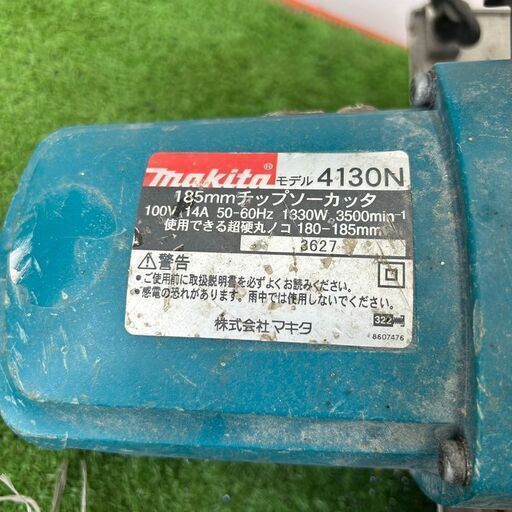 makita® モデル 4130N
185mmチップソーカッタ
100V 14A 50-60Hz 1330W 3500min-1
使用できる超硬丸ノコ 180-185mm
3627
⚠警告
•ご使用前に取扱説明書を必ずよくお読みください。
•感電の恐れがあります。雨中では使用しないでください。
株式会社 マキタ
322
8607476